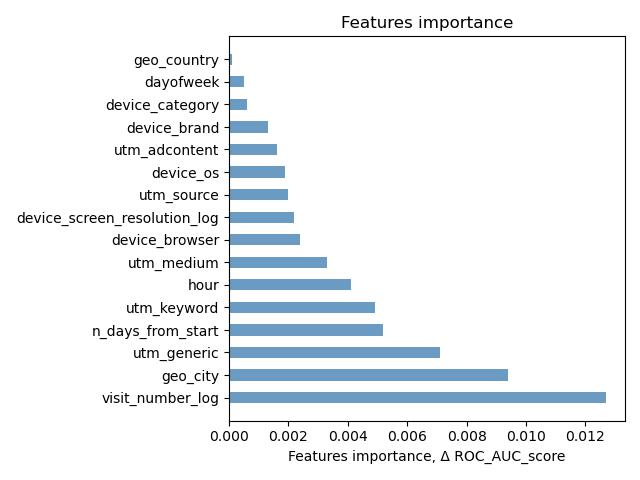 Features importance
geo_country
dayofweek
device_category
device_brand
utm_adcontent
device_os
utm_source
device_screen_resolution_log
device_browser
utm_medium
hour
utm_keyword
n_days_from_start
utm_generic
geo_city
visit_number_log
0.000 0.002 0.004 0.006 0.008 0.010 0.012
Features importance, Δ ROC_AUC_score